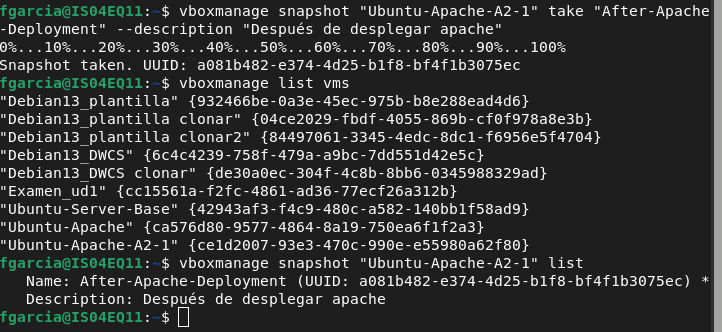 fgarcia@IS04EQ11:~$ vboxmanage snapshot "Ubuntu-Apache-A2-1" take "After-Apache
-Deployment" --description "Después de desplegar apache"
0%...10%...20%...30%...40%...50%...60%...70%...80%...90%...100%
Snapshot taken. UUID: a081b482-e374-4d25-b1f8-bf4f1b3075ec
fgarcia@IS04EQ11:~$ vboxmanage list vms
"Debian13_plantilla" {932466be-0a3e-45ec-975b-b8e288ead4d6}
"Debian13_plantilla clonar" {04ce2029-fbdf-4055-869b-cf0f978a8e3b}
"Debian13_plantilla clonar2" {84497061-3345-4edc-8dc1-f6956e5f4704}
"Debian13_DWCS" {6c4c4239-758f-479a-a9bc-7dd551d42e5c}
"Debian13_DWCS clonar" {de30a0ec-304f-4c8b-8bb6-0345988329ad}
"Examen_ud1" {cc15561a-f2fc-4861-ad36-77ecf26a312b}
"Ubuntu-Server-Base" {42943af3-f4c9-480c-a582-140bb1f58ad9}
"Ubuntu-Apache" {ca576d80-9577-4864-8a19-750ea6f1f2a3}
"Ubuntu-Apache-A2-1" {ce1d2007-93e3-470c-990e-e55980a62f80}
fgarcia@IS04EQ11:~$ vboxmanage snapshot "Ubuntu-Apache-A2-1" list
   Name: After-Apache-Deployment (UUID: a081b482-e374-4d25-b1f8-bf4f1b3075ec) *
   Description: Después de desplegar apache
fgarcia@IS04EQ11:~$